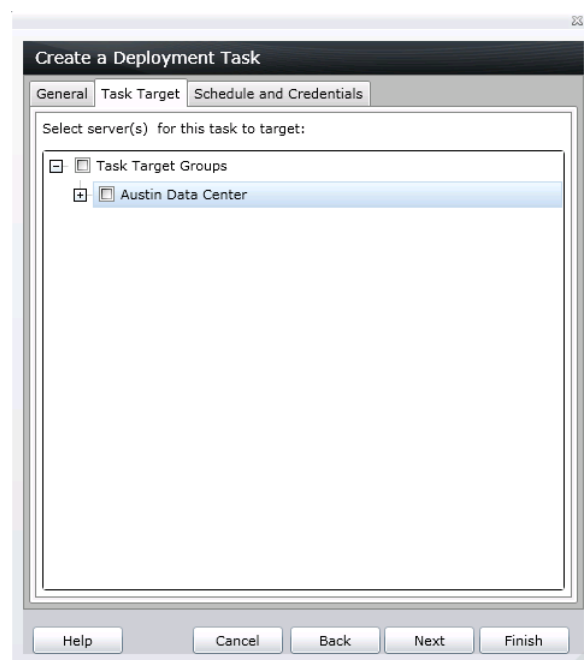 Create a Deployment Task
General Task Target Schedule and Credentials
Select server(s) for this task to target:
Task Target Groups
Austin Data Center
Help Cancel Back Next Finish